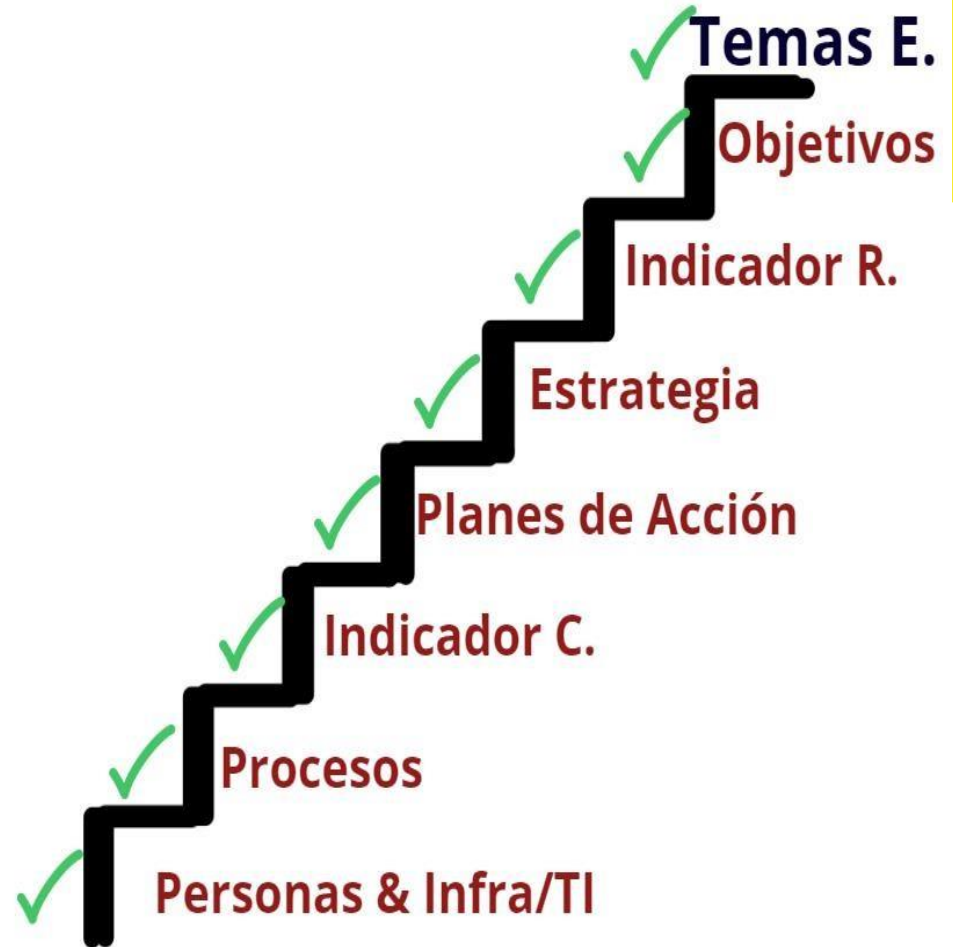 Temas E.
Objetivos
Indicador R.
Estrategia
Planes de Acción
Indicador C.
Procesos
Personas & Infra/TI